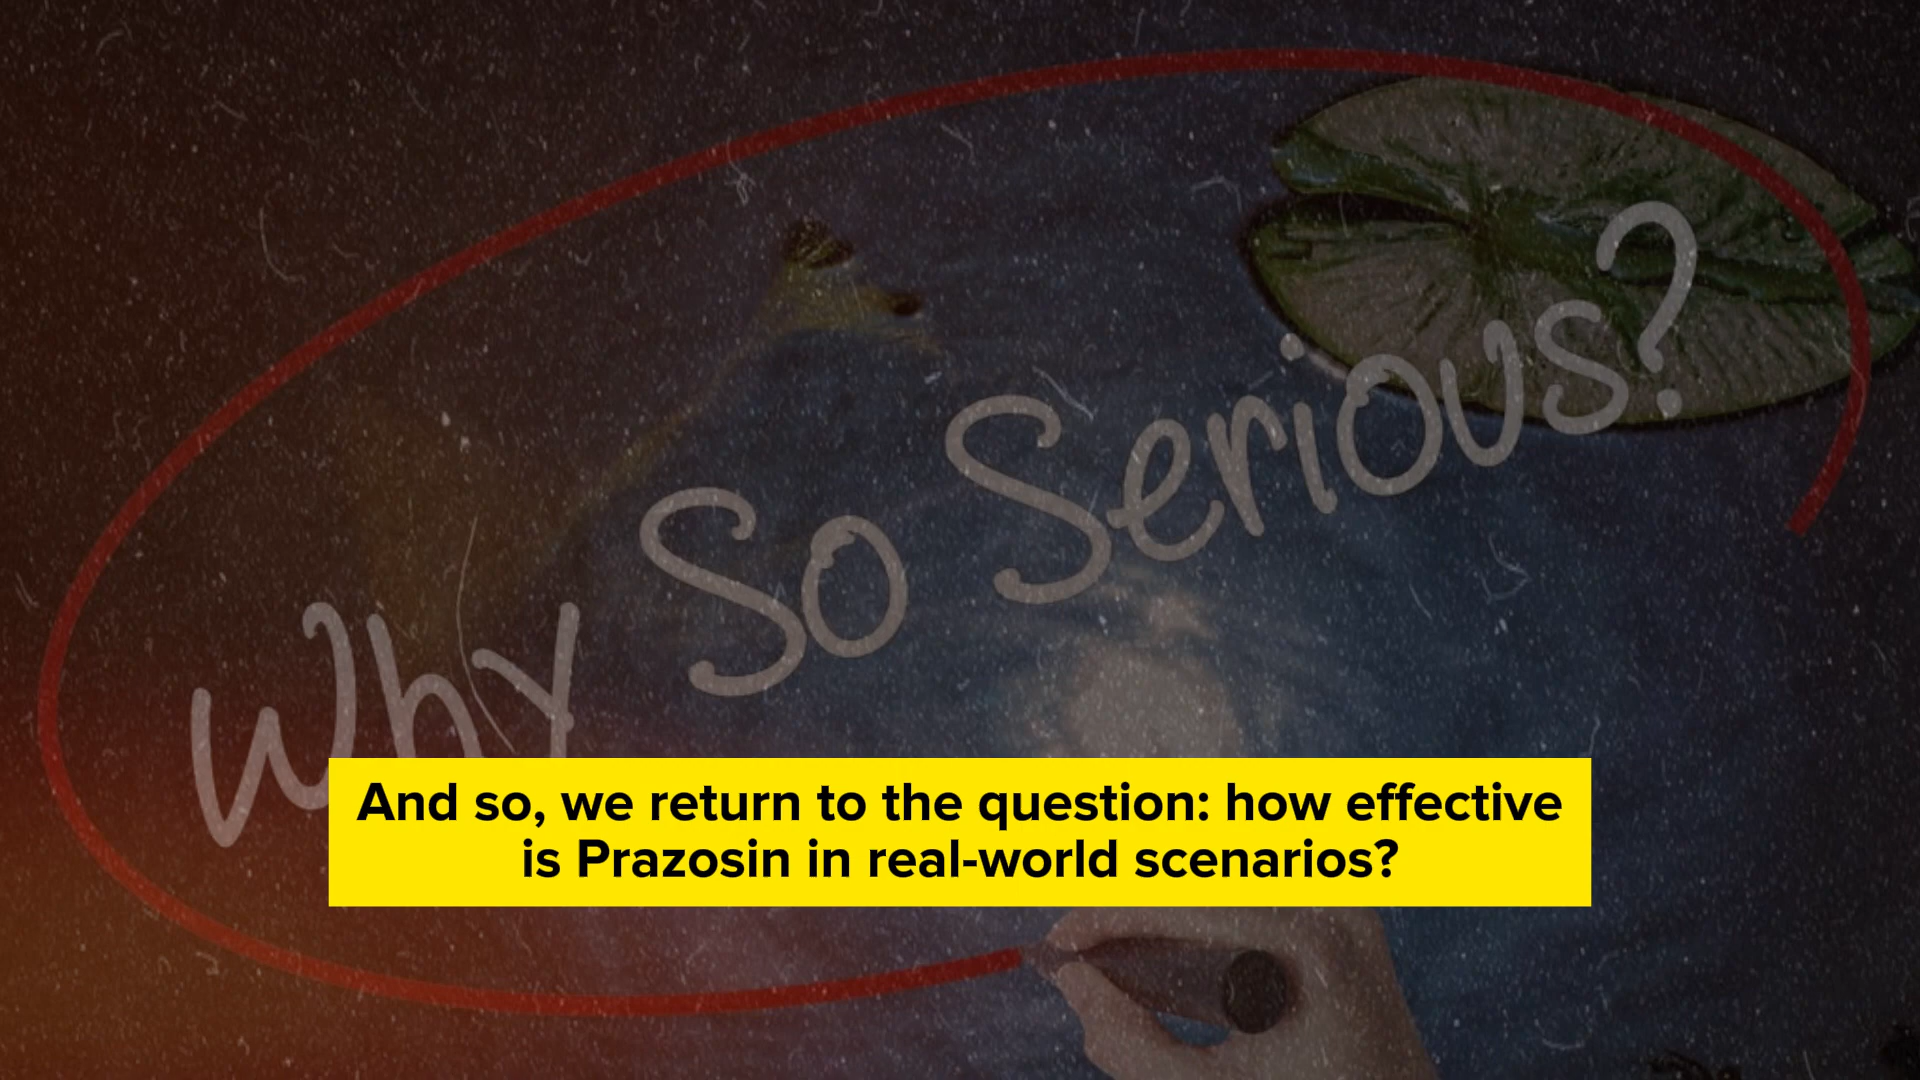 Why So Serious?
And so, we return to the question: how effective
is Prazosin in real-world scenarios?